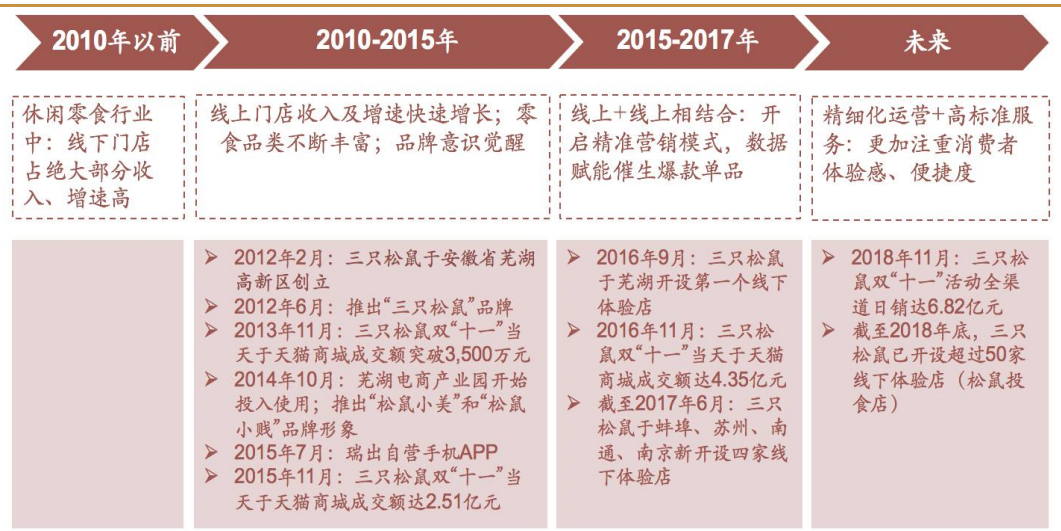 2010年以前
2010-2015年
2015-2017年
未来
休闲零食行业
中：线下门店
占绝大部分收
入、增速高
线上门店收入及增速快速增长；零
食品类不断丰富；品牌意识觉醒
线上+线上相结合：开
启精准营销模式，数据
赋能催生爆款单品
精细化运营+高标准服
务：更加注重消费者
体验感、便捷度
➢ 2012年2月：三只松鼠于安徽省芜湖
高新区创立
➢ 2012年6月：推出“三只松鼠”品牌
➢ 2013年11月：三只松鼠双“十一”当
天于天猫商城成交额突破3,500万元
➢ 2014年10月：芜湖电商产业园开始
投入使用；推出“松鼠小美”和“松鼠
小贱”品牌形象
➢ 2015年7月：瑞出自营手机APP
➢ 2015年11月：三只松鼠双“十一”当
天于天猫商城成交额达2.51亿元
➢ 2016年9月：三只松鼠
于芜湖开设第一个线下
体验店
➢ 2016年11月：三只松
鼠双“十一”当天于天猫
商城成交额达4.35亿元
➢ 截至2017年6月：三只
松鼠于蚌埠、苏州、南
通、南京新开设四家线
下体验店
➢ 2018年11月：三只松
鼠双“十一”活动全渠
道日销达6.82亿元
➢ 截至2018年底，三只
松鼠已开设超过50家
线下体验店（松鼠投
食店）